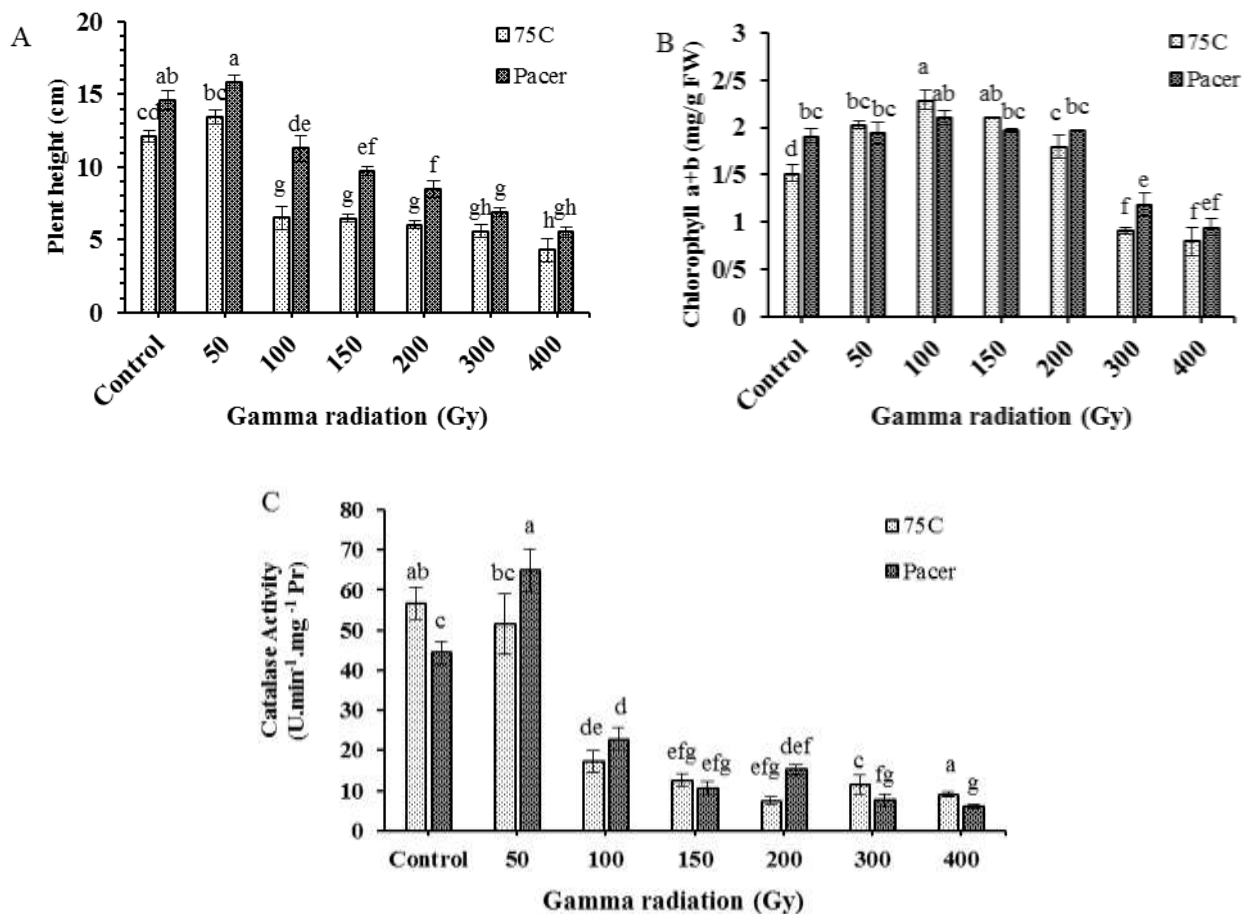 A
20
15
10
5
0
Plent height (cm)
75C
Pacer
cd ab bc a g de g ef g f gh g h gh
Control 50 100 150 200 300 400
Gamma radiation (Gy)
B
3
2/5
2
1/5
1
0/5
0
Chlorophyll a+b (mg/g FW)
75C
Pacer
d bc bc bc a ab ab bc c bc f e f ef
Control 50 100 150 200 300 400
Gamma radiation (Gy)
C
80
70
60
50
40
30
20
10
0
Catalase Activity
(U.min⁻¹.mg⁻¹ Pr)
75C
Pacer
ab c bc a de d efg efg efg def c fg a g
Control 50 100 150 200 300 400
Gamma radiation (Gy)